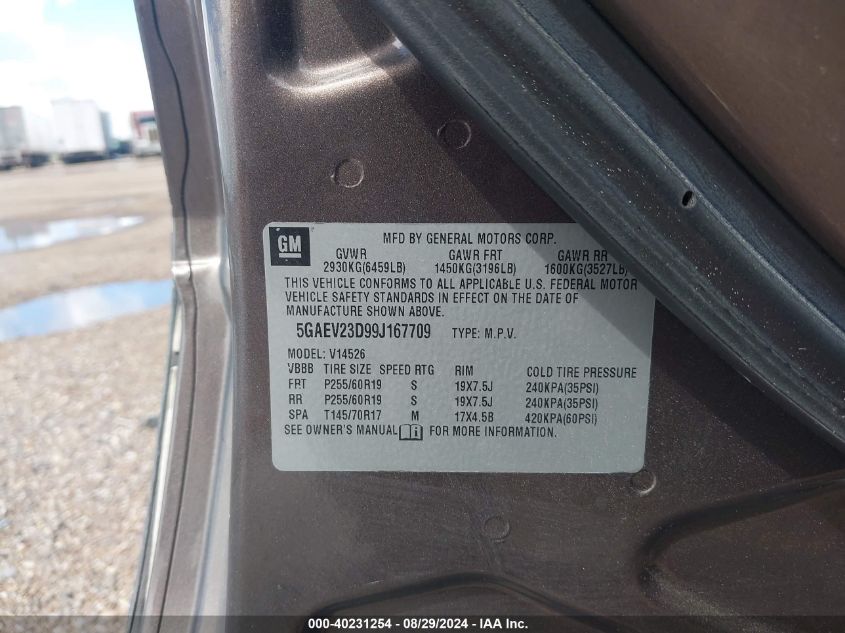 GM
MFD BY GENERAL MOTORS CORP.
GVWR GAWR FRT GAWR RR
2930KG(6459LB) 1450KG(3196LB) 1600KG(3527LB)
THIS VEHICLE CONFORMS TO ALL APPLICABLE U.S. FEDERAL MOTOR
VEHICLE SAFETY STANDARDS IN EFFECT ON THE DATE OF
MANUFACTURE SHOWN ABOVE.
5GAEV23D99J167709 TYPE: M.P.V.
MODEL: V14526
VBBB TIRE SIZE SPEED RTG RIM COLD TIRE PRESSURE
FRT P255/60R19 S 19X7.5J 240KPA(35PSI)
RR P255/60R19 S 19X7.5J 240KPA(35PSI)
SPA T145/70R17 M 17X4.5B 420KPA(60PSI)
SEE OWNER'S MANUAL FOR MORE INFORMATION.
000-40231254 - 08/29/2024 - IAA Inc.